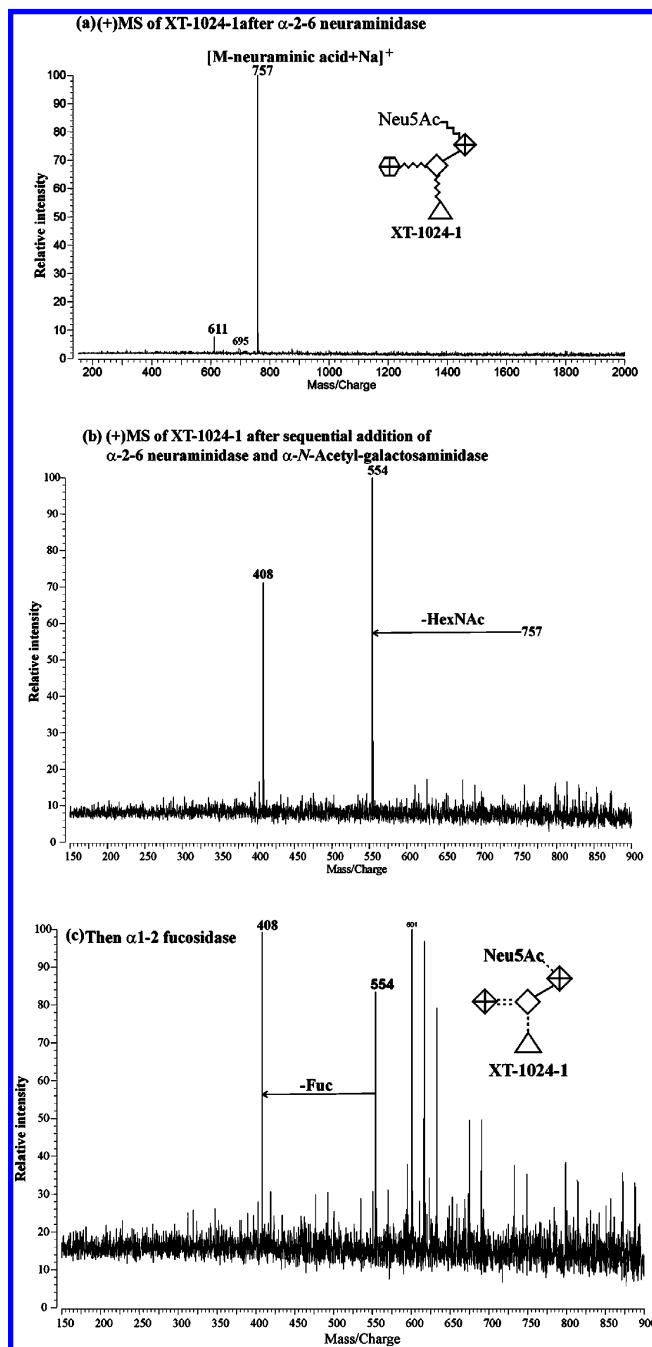 (a)(+)MS of XT-1024-1after α-2-6 neuraminidase
[M-neuraminic acid+Na]+
757
100
90
80
70
60
50
40
30
20
10
0
Relative intensity
Neu5Ac
XT-1024-1
611
695
200 400 600 800 1000 1200 1400 1600 1800 2000
Mass/Charge
(b) (+)MS of XT-1024-1 after sequential addition of
α-2-6 neuraminidase and α-N-Acetyl-galactosaminidase
554
100
90
80
70
60
50
40
30
20
10
0
Relative intensity
408
-HexNAc
757
150 200 250 300 350 400 450 500 550 600 650 700 750 800 850 900
Mass/Charge
(c)Then α1-2 fucosidase
408
601
554
100
90
80
70
60
50
40
30
20
10
0
Relative intensity
Neu5Ac
XT-1024-1
-Fuc
150 200 250 300 350 400 450 500 550 600 650 700 750 800 850 900
Mass/Charge